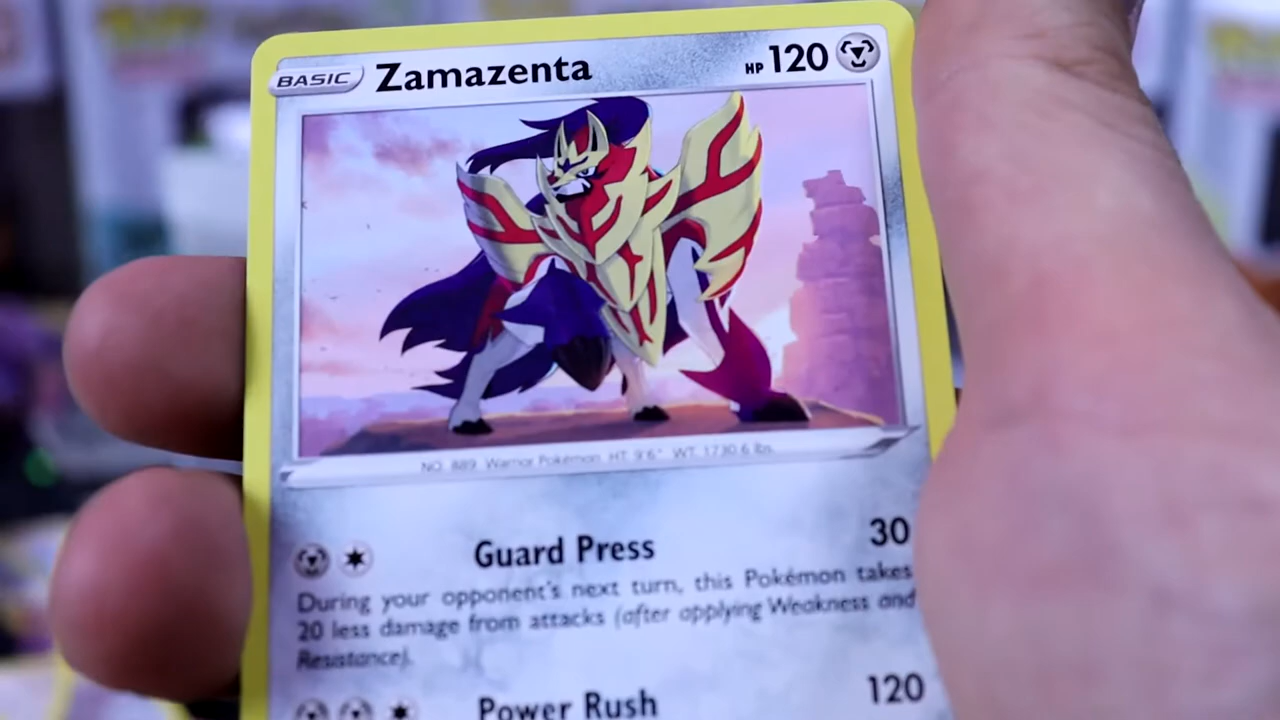 BASIC Zamazenta HP 120
NO. 889 Warrior Pokémon HT 9'6" WT 1730.6 lbs.
Guard Press 30
During your opponent's next turn, this Pokémon takes
20 less damage from attacks (after applying Weakness and
Resistance).
Power Rush 120